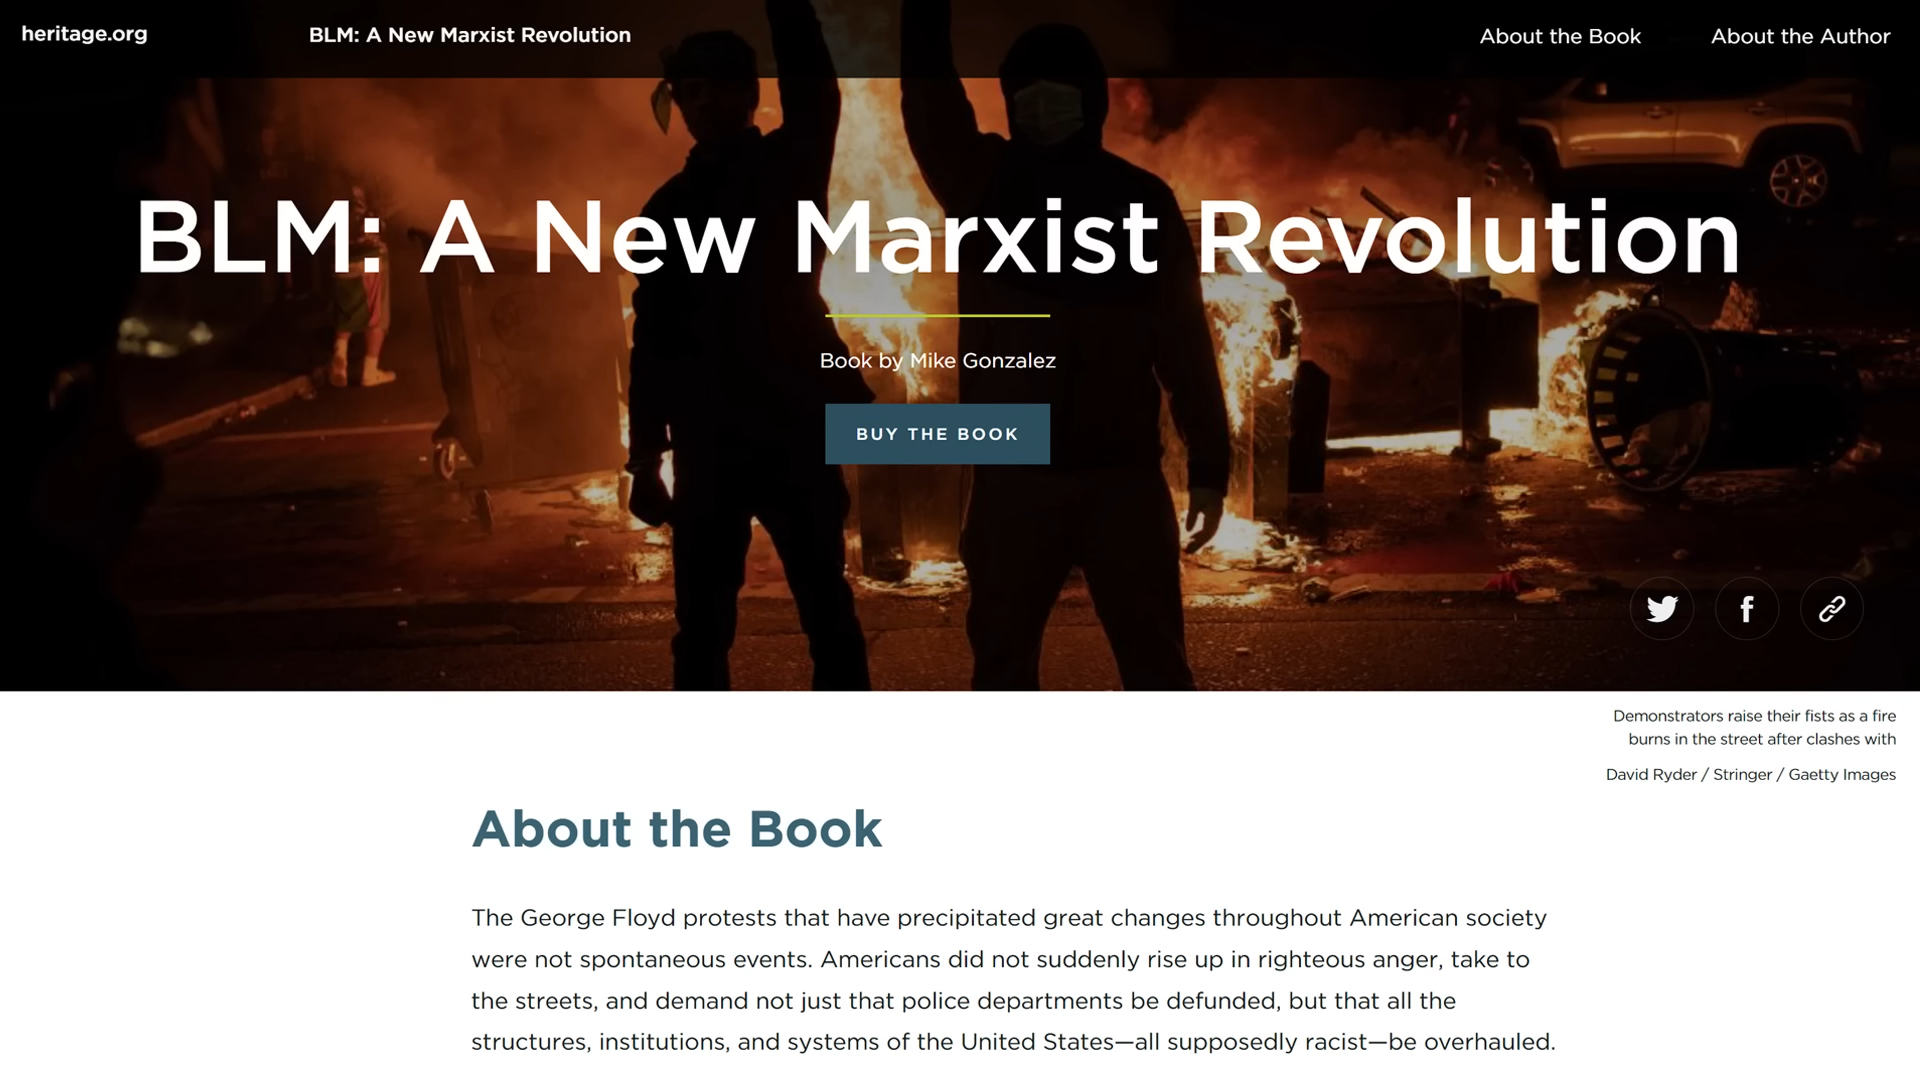 heritage.org
BLM: A New Marxist Revolution
About the Book
About the Author
BLM: A New Marxist Revolution
Book by Mike Gonzalez
BUY THE BOOK
Demonstrators raise their fists as a fire
burns in the street after clashes with
David Ryder / Stringer / Gaetty Images
About the Book
The George Floyd protests that have precipitated great changes throughout American society
were not spontaneous events. Americans did not suddenly rise up in righteous anger, take to
the streets, and demand not just that police departments be defunded, but that all the
structures, institutions, and systems of the United States—all supposedly racist—be overhauled.